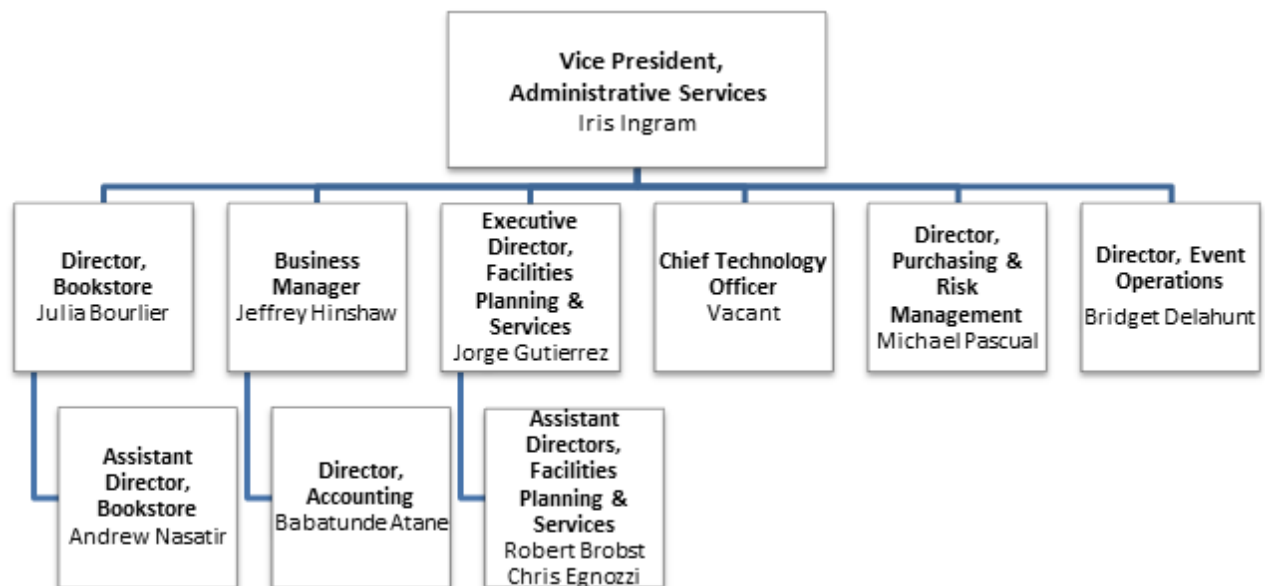 Vice President,
Administrative Services
Iris Ingram
Director,
Bookstore
Julia Bourlier
Business
Manager
Jeffrey Hinshaw
Executive
Director,
Facilities
Planning &
Services
Jorge Gutierrez
Chief Technology
Officer
Vacant
Director,
Purchasing &
Risk
Management
Michael Pascual
Director, Event
Operations
Bridget Delahunt
Assistant
Director,
Bookstore
Andrew Nasatir
Director,
Accounting
Babatunde Atane
Assistant
Directors,
Facilities
Planning &
Services
Robert Brobst
Chris Egnozzi